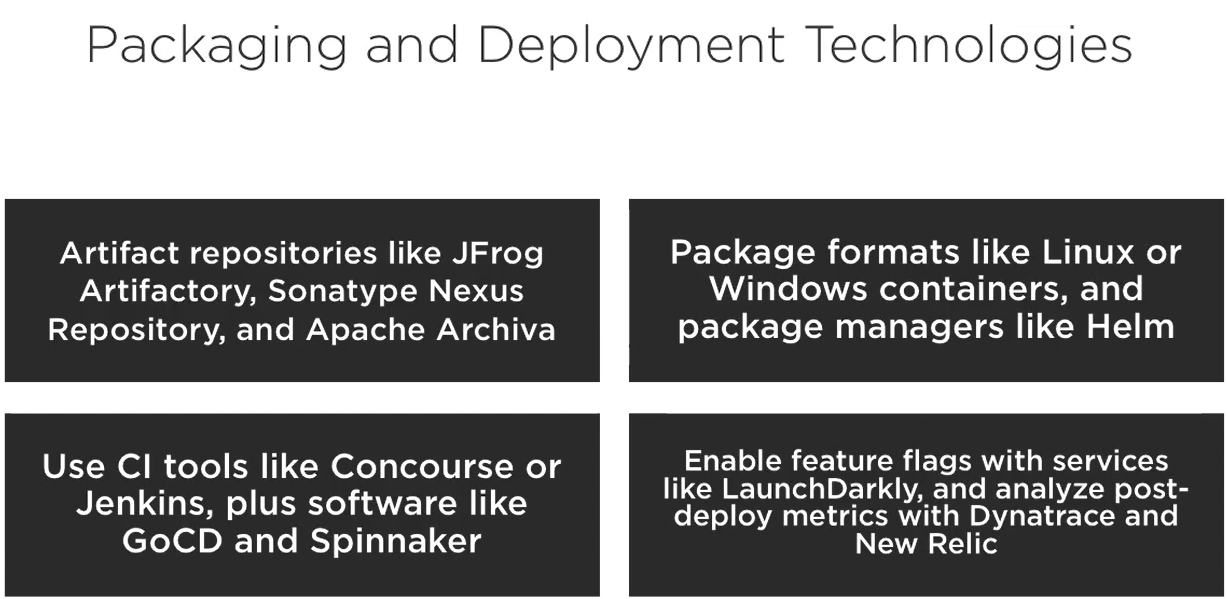 Packaging and Deployment Technologies
Artifact repositories like JFrog
Artifactory, Sonatype Nexus
Repository, and Apache Archiva
Package formats like Linux or
Windows containers, and
package managers like Helm
Use CI tools like Concourse or
Jenkins, plus software like
GoCD and Spinnaker
Enable feature flags with services
like LaunchDarkly, and analyze post-
deploy metrics with Dynatrace and
New Relic